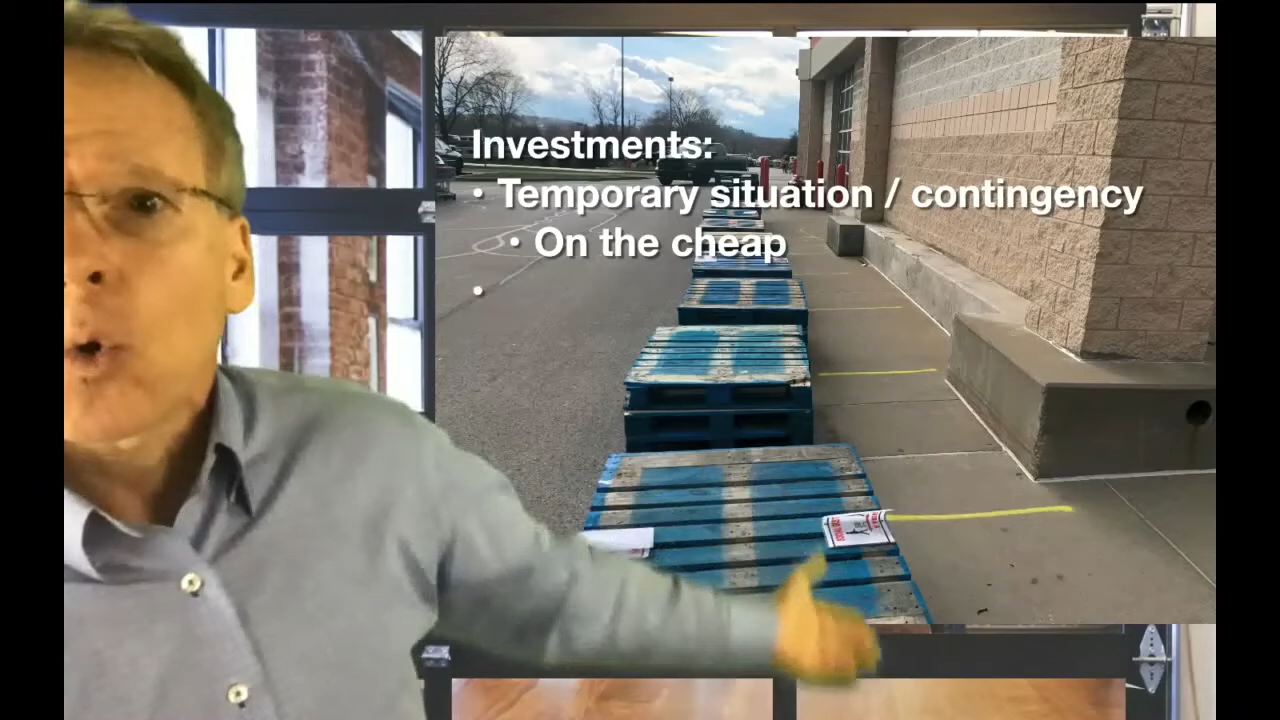 Investments:
• Temporary situation / contingency
• On the cheap
•